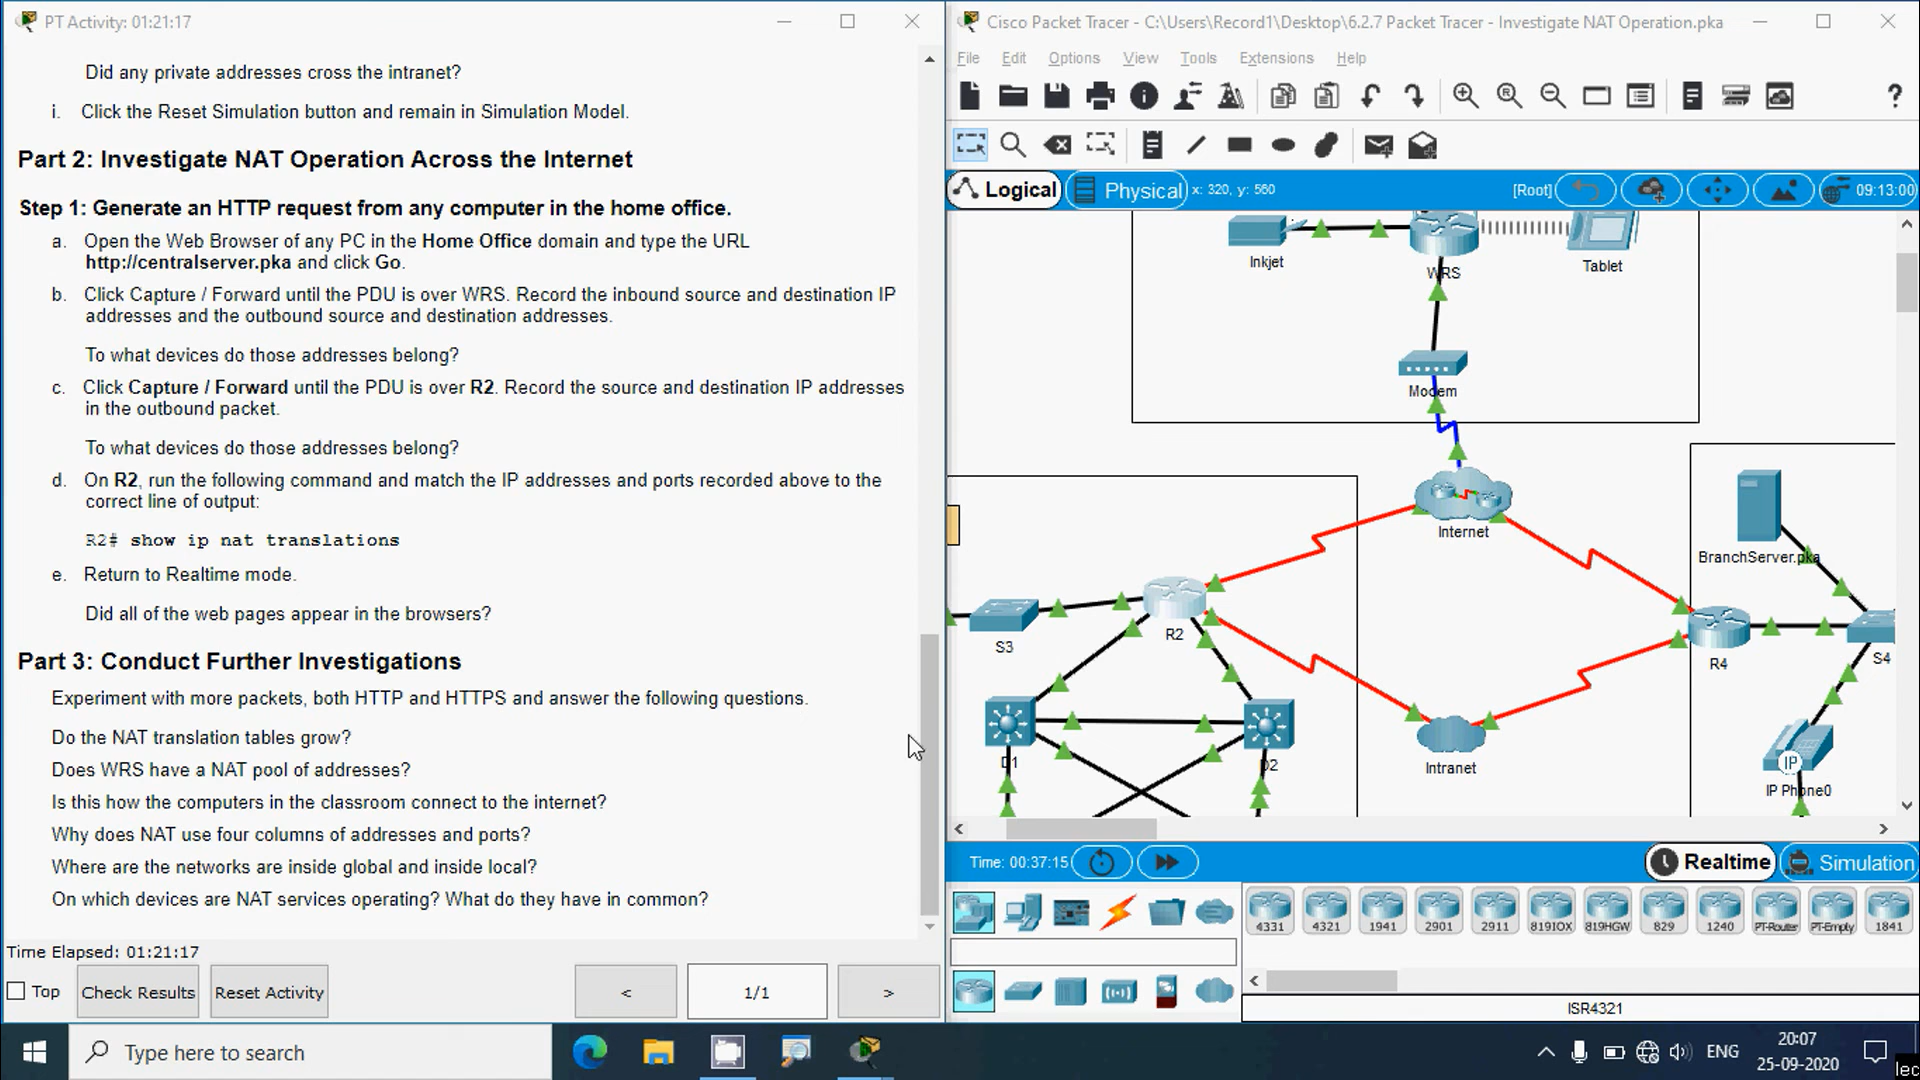 PT Activity: 01:21:17
Did any private addresses cross the intranet?
i. Click the Reset Simulation button and remain in Simulation Model.
Part 2: Investigate NAT Operation Across the Internet
Step 1: Generate an HTTP request from any computer in the home office.
a. Open the Web Browser of any PC in the Home Office domain and type the URL
http://centralserver.pka and click Go.
b. Click Capture / Forward until the PDU is over WRS. Record the inbound source and destination IP
addresses and the outbound source and destination addresses.
To what devices do those addresses belong?
c. Click Capture / Forward until the PDU is over R2. Record the source and destination IP addresses
in the outbound packet.
To what devices do those addresses belong?
d. On R2, run the following command and match the IP addresses and ports recorded above to the
correct line of output:
R2# show ip nat translations
e. Return to Realtime mode.
Did all of the web pages appear in the browsers?
Part 3: Conduct Further Investigations
Experiment with more packets, both HTTP and HTTPS and answer the following questions.
Do the NAT translation tables grow?
Does WRS have a NAT pool of addresses?
Is this how the computers in the classroom connect to the internet?
Why does NAT use four columns of addresses and ports?
Where are the networks are inside global and inside local?
On which devices are NAT services operating? What do they have in common?
Time Elapsed: 01:21:17
Top
Check Results
Reset Activity
<
1/1
>
Cisco Packet Tracer - C:\Users\Record1\Desktop\6.2.7 Packet Tracer - Investigate NAT Operation.pka
File Edit Options View Tools Extensions Help
Logical
Physical
x: 320, y: 560
[Root]
09:13:00
Inkjet
WRS
Tablet
Modem
Internet
BranchServer.pka
S3
R2
R4
S4
D1
D2
Intranet
IP
IP Phone0
Time: 00:37:15
Realtime
Simulation
4331 4321 1941 2901 2911 819IOX 819HGW 829 1240 PT-Router PT-Empty 1841
ISR4321
Type here to search
ENG
20:07
25-09-2020
lec